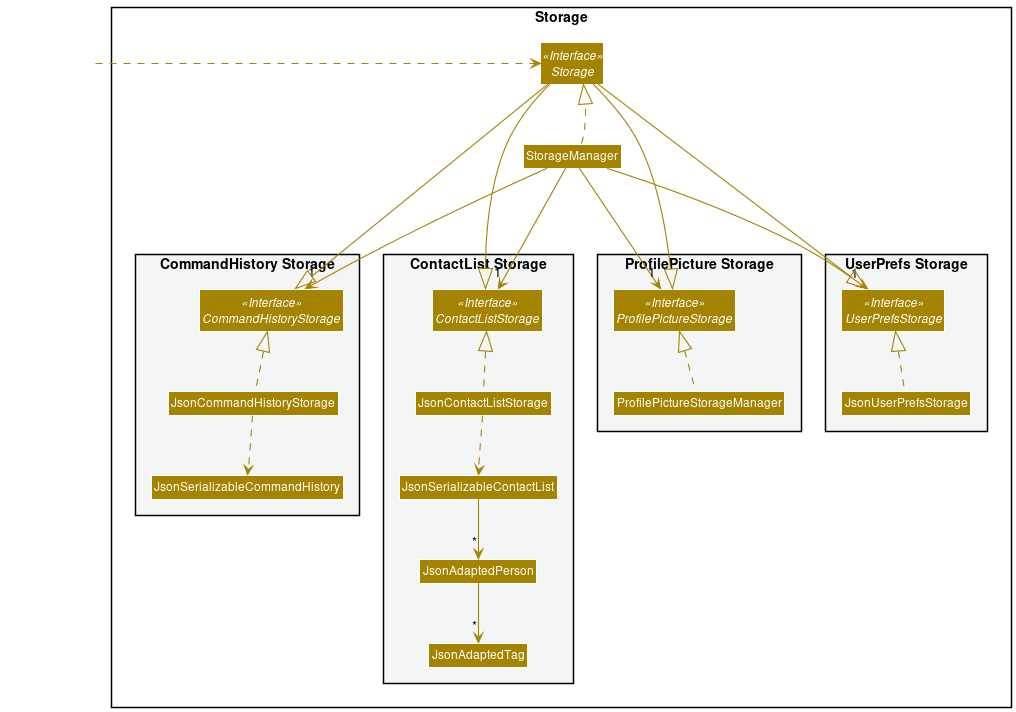 Storage
«Interface»
Storage
StorageManager
CommandHistory Storage
1
«Interface»
CommandHistoryStorage
JsonCommandHistoryStorage
JsonSerializableCommandHistory
ContactList Storage
1
«Interface»
ContactListStorage
JsonContactListStorage
JsonSerializableContactList
*
JsonAdaptedPerson
*
JsonAdaptedTag
ProfilePicture Storage
1
«Interface»
ProfilePictureStorage
ProfilePictureStorageManager
UserPrefs Storage
1
«Interface»
UserPrefsStorage
JsonUserPrefsStorage